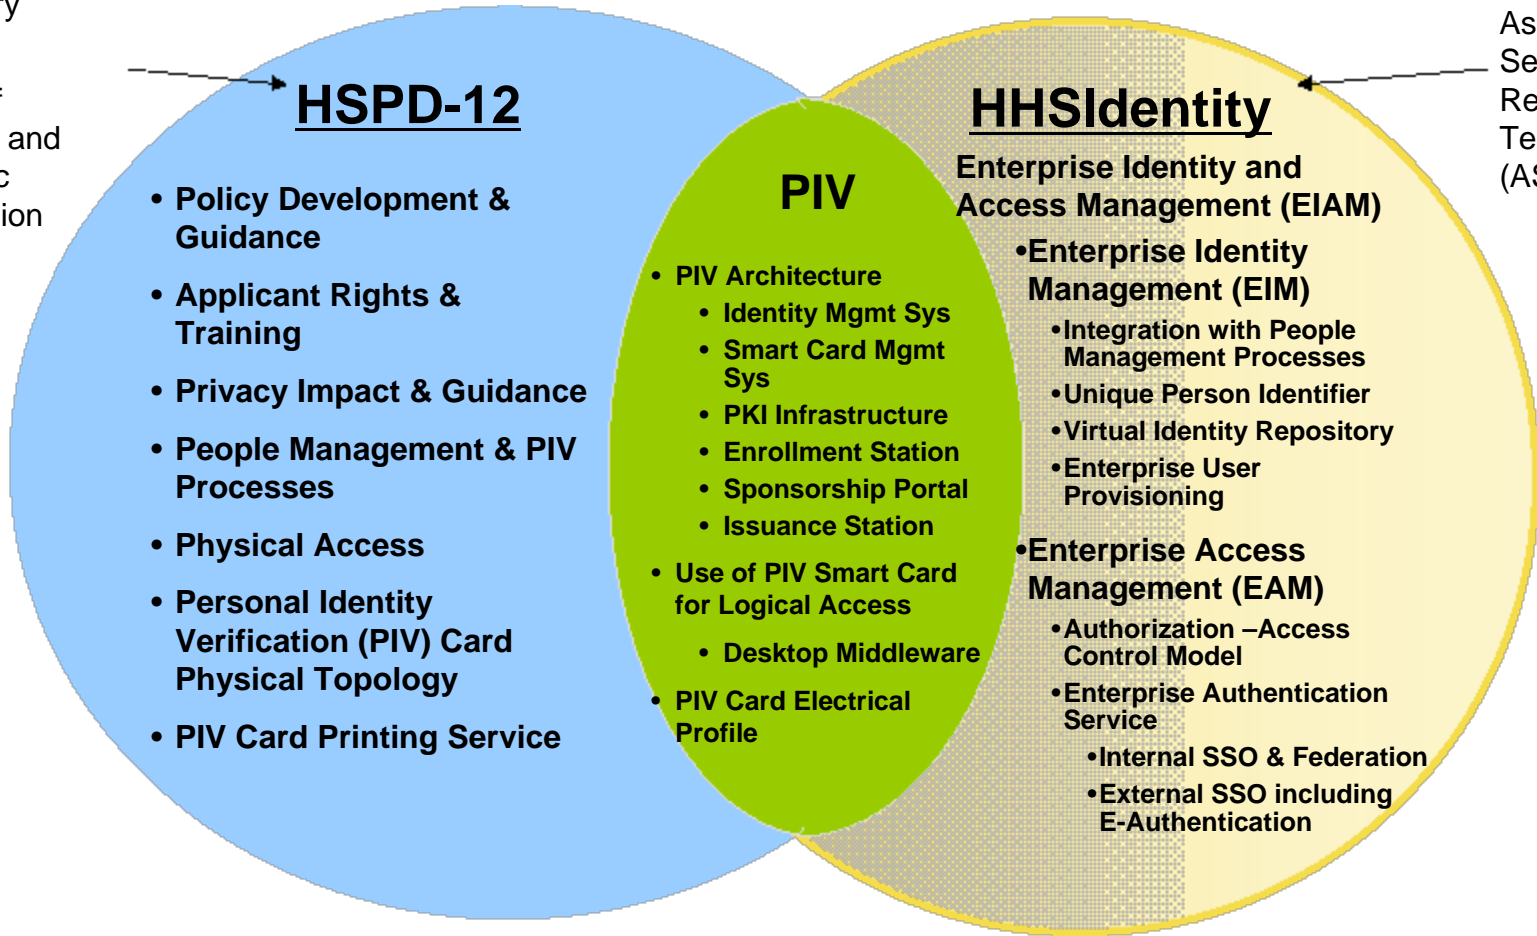 and
HSPD-12
• Policy Development &
Guidance
• Applicant Rights &
Training
• Privacy Impact & Guidance
• People Management & PIV
Processes
• Physical Access
• Personal Identity
Verification (PIV) Card
Physical Topology
• PIV Card Printing Service
PIV
• PIV Architecture
• Identity Mgmt Sys
• Smart Card Mgmt
Sys
• PKI Infrastructure
• Enrollment Station
• Sponsorship Portal
• Issuance Station
• Use of PIV Smart Card
for Logical Access
• Desktop Middleware
• PIV Card Electrical
Profile
HHSIdentity
Enterprise Identity and
Access Management (EIAM)
•Enterprise Identity
Management (EIM)
•Integration with People
Management Processes
•Unique Person Identifier
•Virtual Identity Repository
•Enterprise User
Provisioning
•Enterprise Access
Management (EAM)
•Authorization –Access
Control Model
•Enterprise Authentication
Service
•Internal SSO & Federation
•External SSO including
E-Authentication